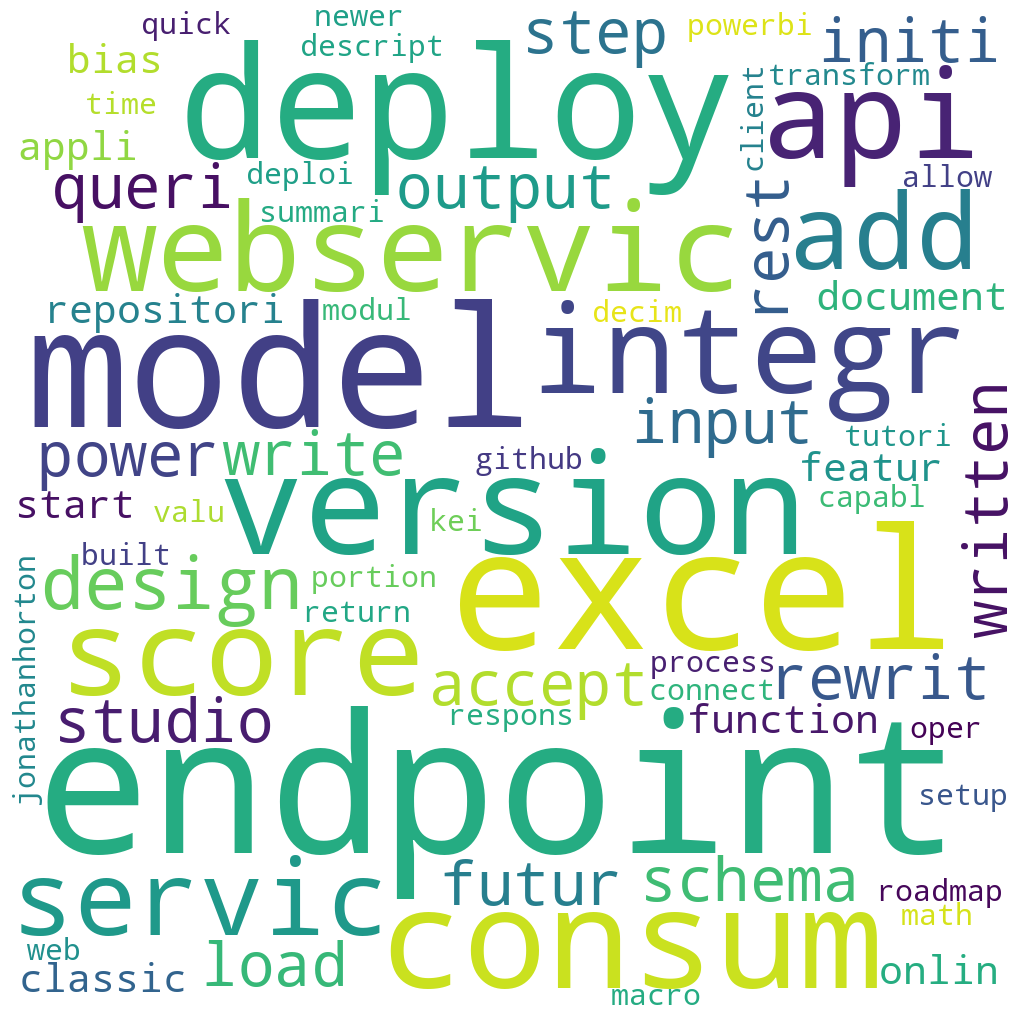 quick
newer
step
powerbi
initi
bias
descript
deploy
transform
time
client
api
appli
queri
deploi
output
allow
summari
webservic
rest
add
repositori
modul
decim
document
model
integr
power
write
input
tutori
github
featur
written
start
valu
version
kei
capabl
built
design
portion
excel
jonathanhorton
return
score
accept
process
connect
rewrit
studio
respons
function
oper
endpoint
setup
servic
futur
schema
roadmap
math
web
consum
classic
load
onlin
macro